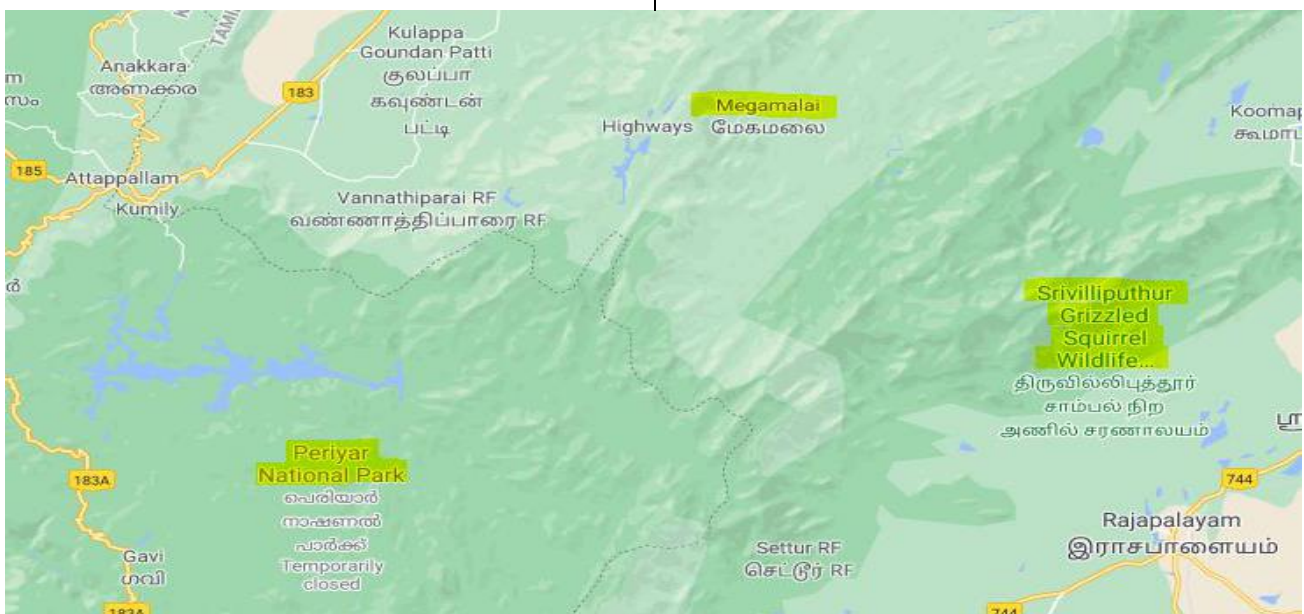 Kulappa
Goundan Patti
குலப்பா
கவுண்டன்
பட்டி
Anakkara
അണക്കര
TAMIL
183
Megamalai
மேகமலை
Highways
Koomap
கூமாப்
185
Attappallam
Kumily
Vannathiparai RF
வண்ணாத்திப்பாரை RF
Srivilliputhur
Grizzled
Squirrel
Wildlife...
திருவில்லிபுத்தூர்
சாம்பல் நிற
அணில் சரணாலயம்
Periyar
National Park
പെരിയാർ
നാഷണൽ
പാർക്ക്
Temporarily
closed
183A
744
Rajapalayam
இராசபாளையம்
Gavi
ഗവി
Settur RF
செட்டூர் RF
183A
744